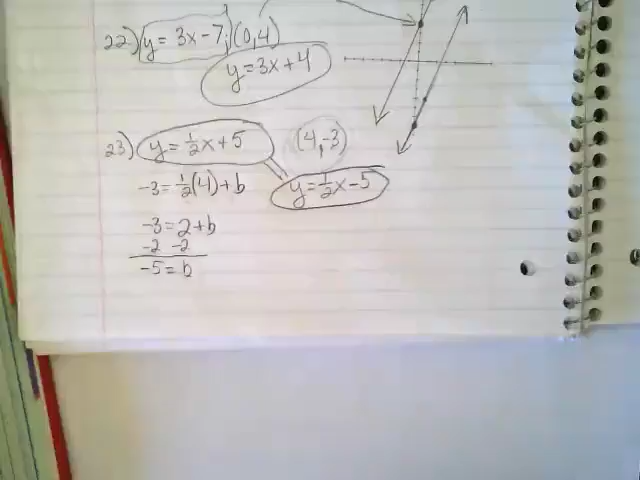 22) y = 3x - 7; (0,4)
y = 3x + 4
23) y = ½x + 5 (4,-3)
-3 = ½(4) + b
y = ½x - 5
-3 = 2 + b
-2 -2
-5 = b